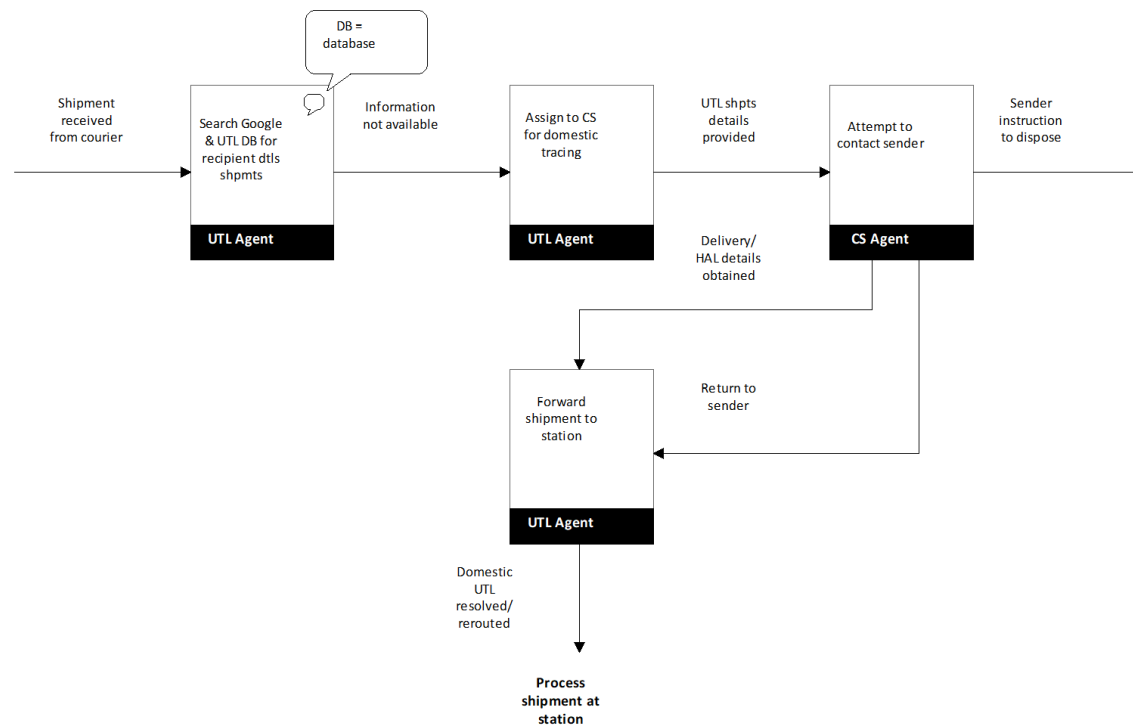 DB =
database
Shipment
received
from courier
Search Google
& UTL DB for
recipient dtls
shpmts
UTL Agent
Information
not available
Assign to CS
for domestic
tracing
UTL Agent
UTL shpts
details
provided
Attempt to
contact sender
CS Agent
Sender
instruction
to dispose
Delivery/
HAL details
obtained
Forward
shipment to
station
UTL Agent
Return to
sender
Domestic
UTL
resolved/
rerouted
Process
shipment at
station